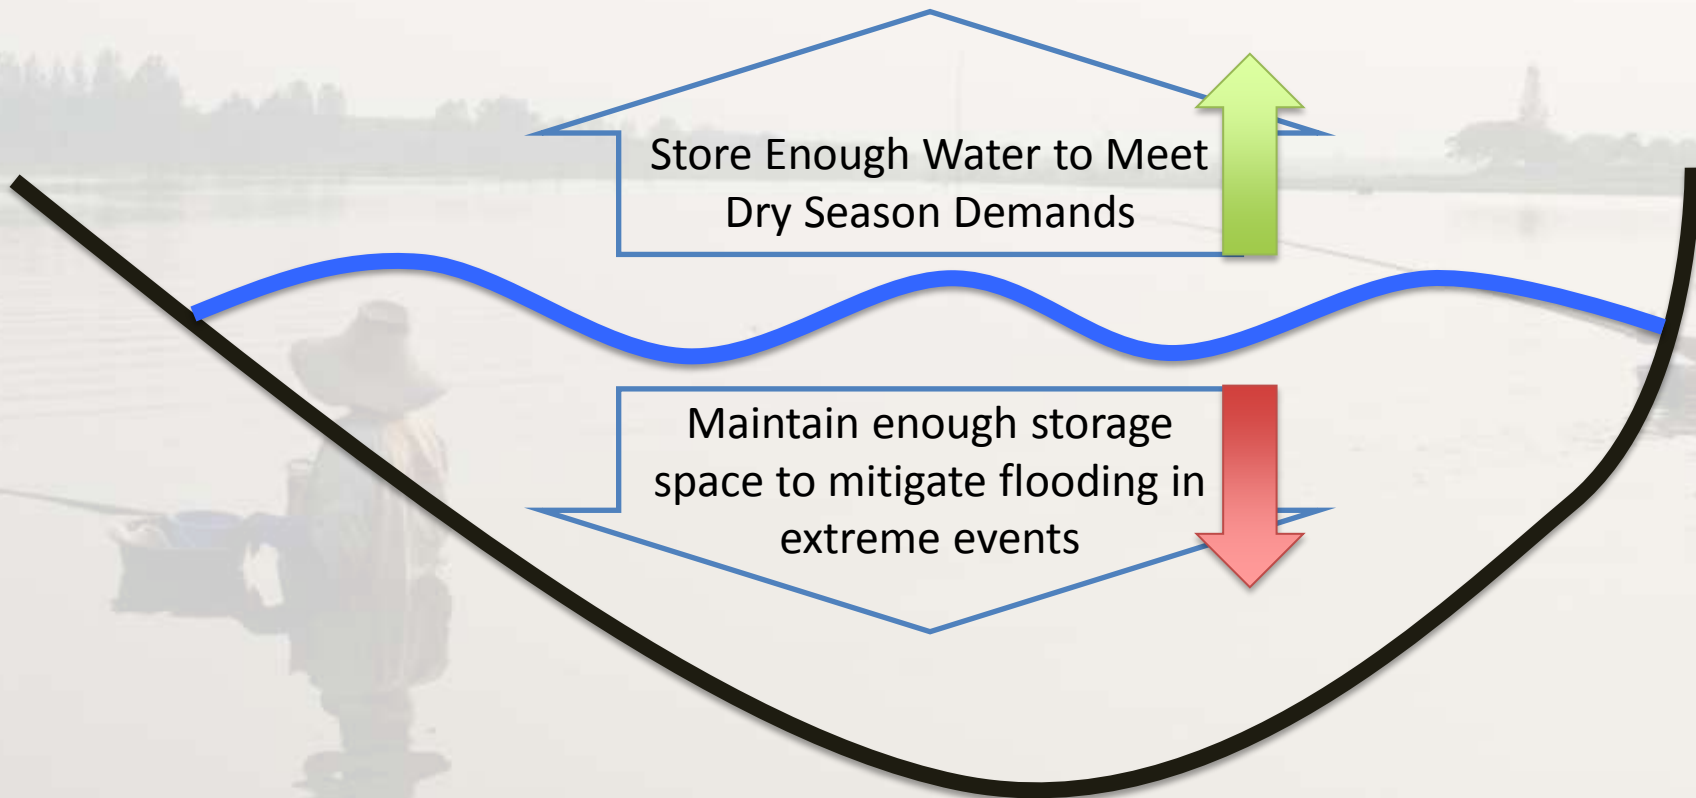 Store Enough Water to Meet
Dry Season Demands
Maintain enough storage
space to mitigate flooding in
extreme events